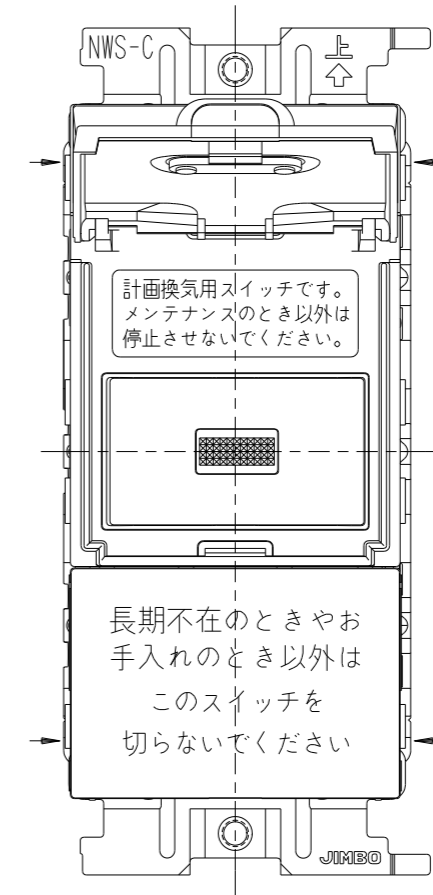 NWS-C
上
計画換気用スイッチです。
メンテナンスのとき以外は
停止させないでください。
長期不在のときやお
手入れのとき以外は
このスイッチを
切らないでください
JIMBO